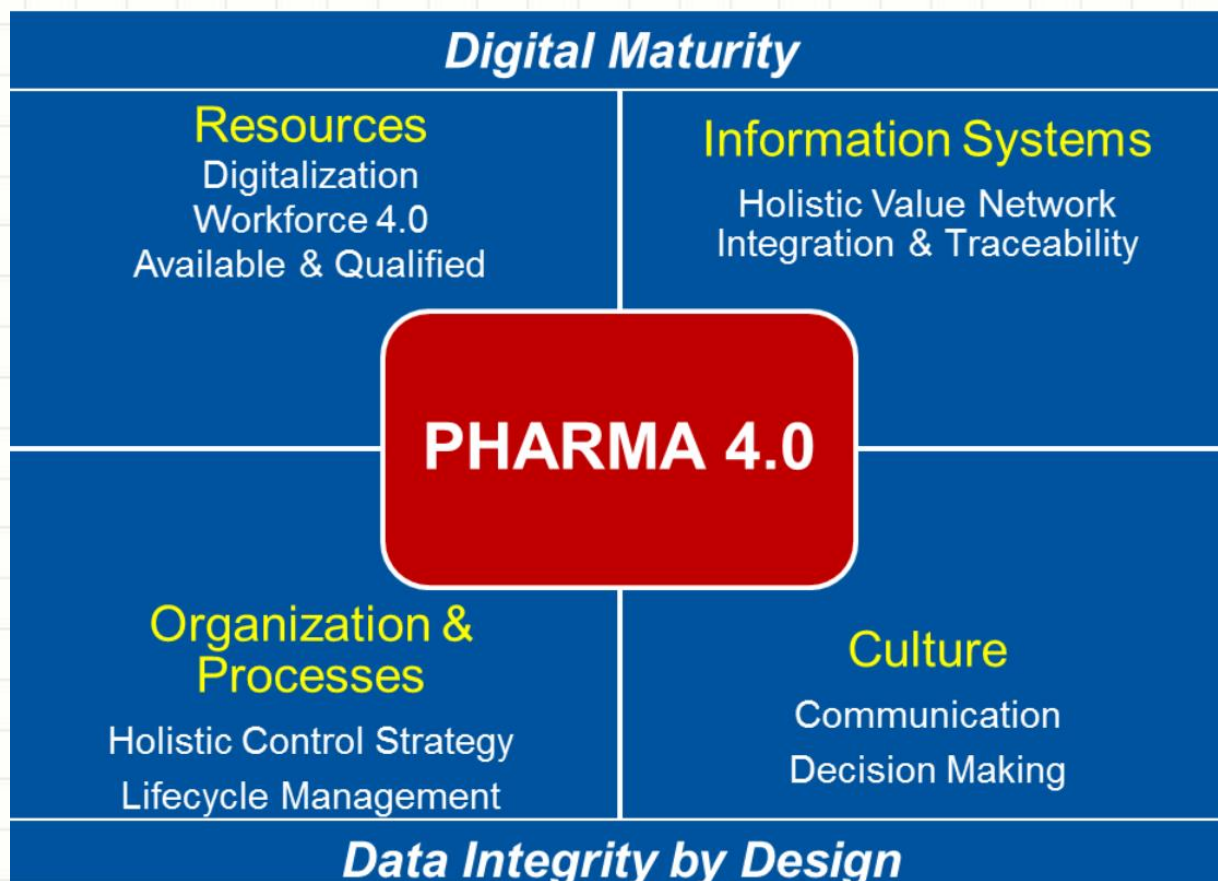 Digital Maturity
Resources
Digitalization
Workforce 4.0
Available & Qualified
Information Systems
Holistic Value Network
Integration & Traceability
PHARMA 4.0
Organization &
Processes
Holistic Control Strategy
Lifecycle Management
Culture
Communication
Decision Making
Data Integrity by Design